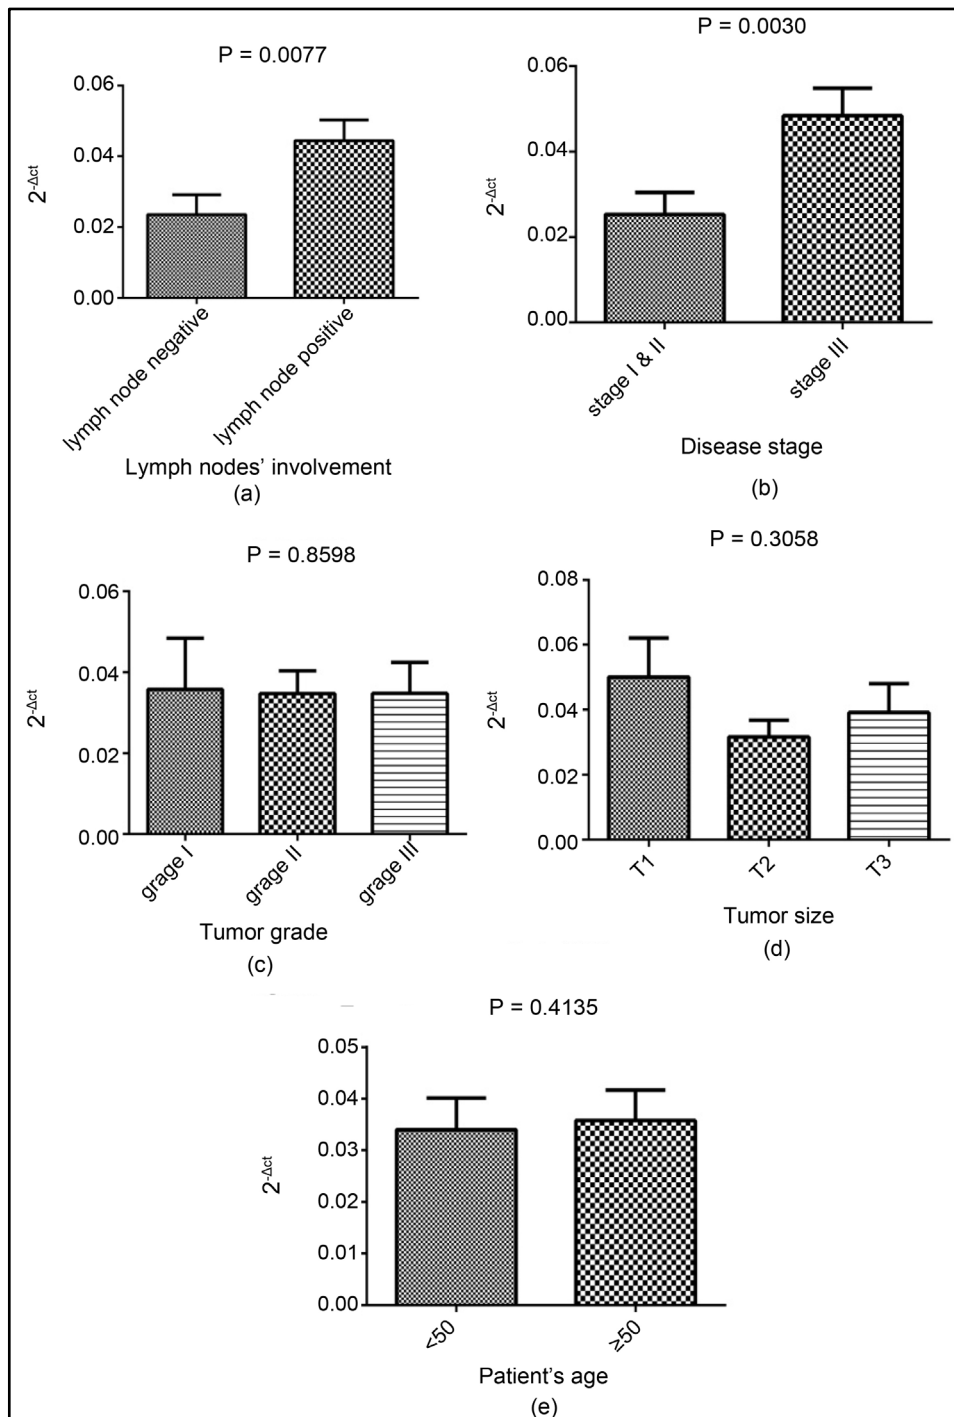 P = 0.0077
0.06
0.04
0.02
0.00
2-Δct
lymph node negative
lymph node positive
Lymph nodes’ involvement
(a)
P = 0.0030
0.06
0.04
0.02
0.00
2-Δct
stage I & II
stage III
Disease stage
(b)
P = 0.8598
0.06
0.04
0.02
0.00
2-Δct
grage I
grage II
grage III
Tumor grade
(c)
P = 0.3058
0.08
0.06
0.04
0.02
0.00
2-Δct
T1
T2
T3
Tumor size
(d)
P = 0.4135
0.05
0.04
0.03
0.02
0.01
0.00
2-Δct
<50
≥50
Patient’s age
(e)